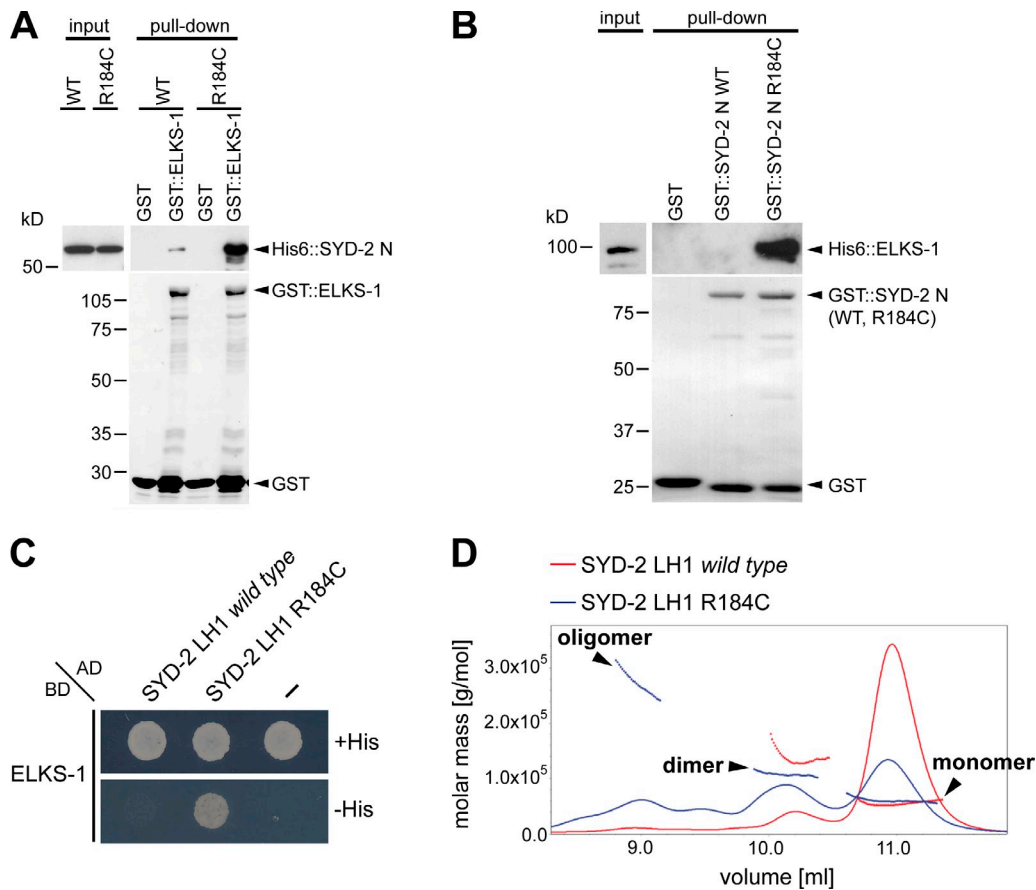 A
input
pull-down
WT
R184C
WT
R184C
GST
GST::ELKS-1
GST
GST::ELKS-1
kD
50
His6::SYD-2 N
105
GST::ELKS-1
75
50
35
30
GST
B
input
pull-down
GST
GST::SYD-2 N WT
GST::SYD-2 N R184C
kD
100
His6::ELKS-1
75
GST::SYD-2 N
(WT, R184C)
50
37
25
GST
C
SYD-2 LH1 wild type
SYD-2 LH1 R184C
–
AD
BD
ELKS-1
+His
-His
D
SYD-2 LH1 wild type
SYD-2 LH1 R184C
oligomer
dimer
monomer
molar mass [g/mol]
3.0x10⁵
2.0x10⁵
1.0x10⁵
0.0
9.0 10.0 11.0
volume [ml]